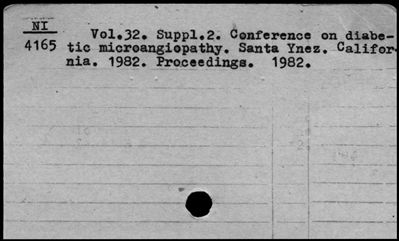 NI
4165
Vol.32. Suppl.2. Conference on diabe-
tic microangiopathy. Santa Ynez. Califor-
nia. 1982. Proceedings. 1982.